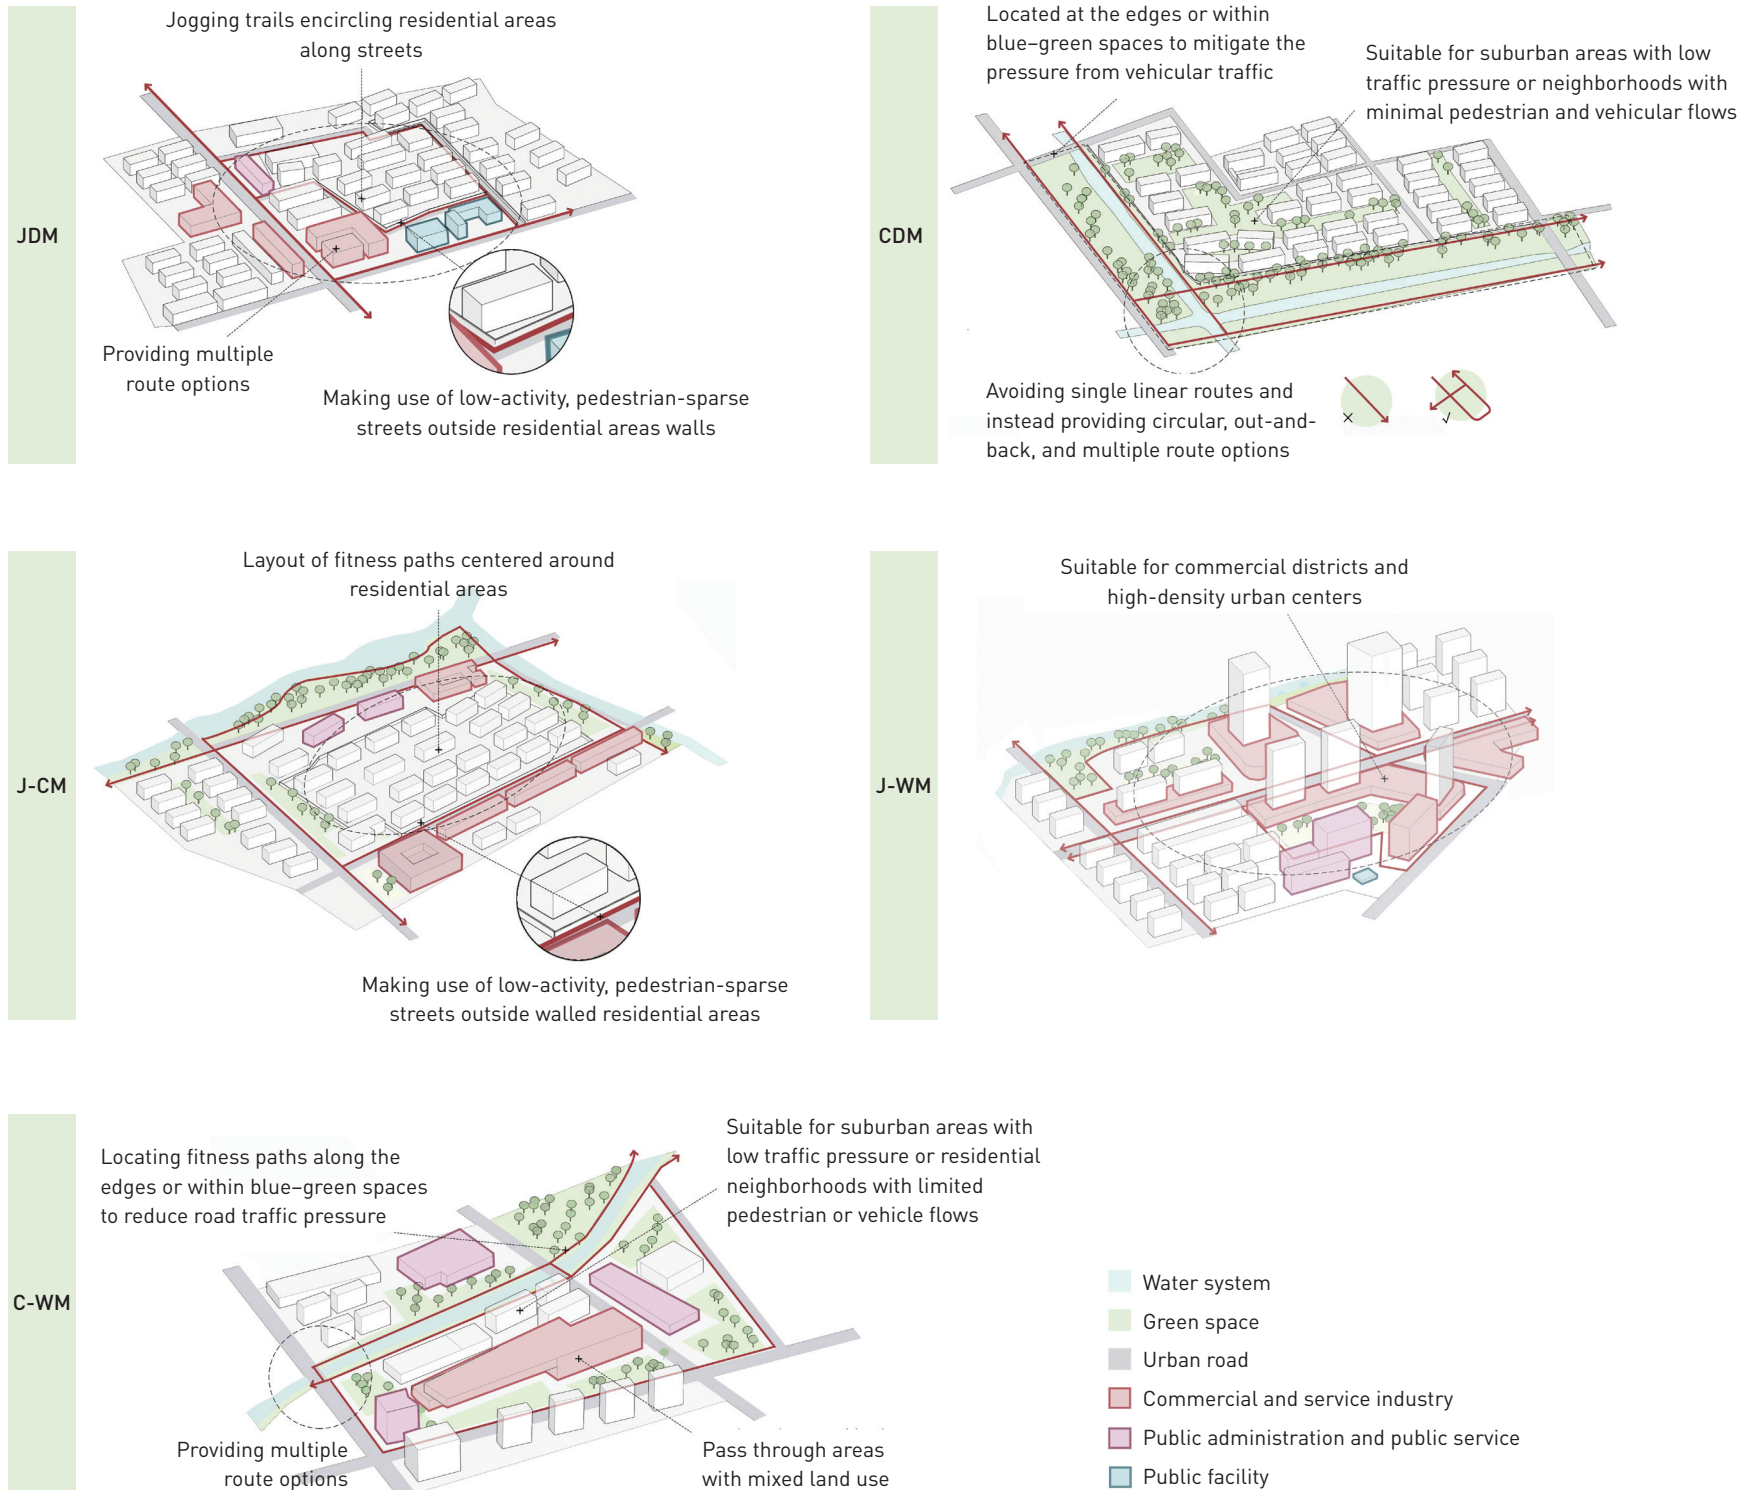 JDM
Jogging trails encircling residential areas
along streets
Providing multiple
route options
Making use of low-activity, pedestrian-sparse
streets outside residential areas walls
CDM
Located at the edges or within
blue–green spaces to mitigate the
pressure from vehicular traffic
Suitable for suburban areas with low
traffic pressure or neighborhoods with
minimal pedestrian and vehicular flows
Avoiding single linear routes and
instead providing circular, out-and-
back, and multiple route options
×
√
J-CM
Layout of fitness paths centered around
residential areas
Making use of low-activity, pedestrian-sparse
streets outside walled residential areas
J-WM
Suitable for commercial districts and
high-density urban centers
C-WM
Locating fitness paths along the
edges or within blue–green spaces
to reduce road traffic pressure
Suitable for suburban areas with
low traffic pressure or residential
neighborhoods with limited
pedestrian or vehicle flows
Providing multiple
route options
Pass through areas
with mixed land use
Water system
Green space
Urban road
Commercial and service industry
Public administration and public service
Public facility